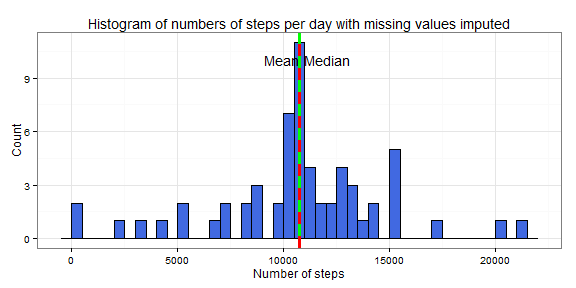 Histogram of numbers of steps per day with missing values imputed
Mean Median
9
6
3
0
Count
0 5000 10000 15000 20000
Number of steps